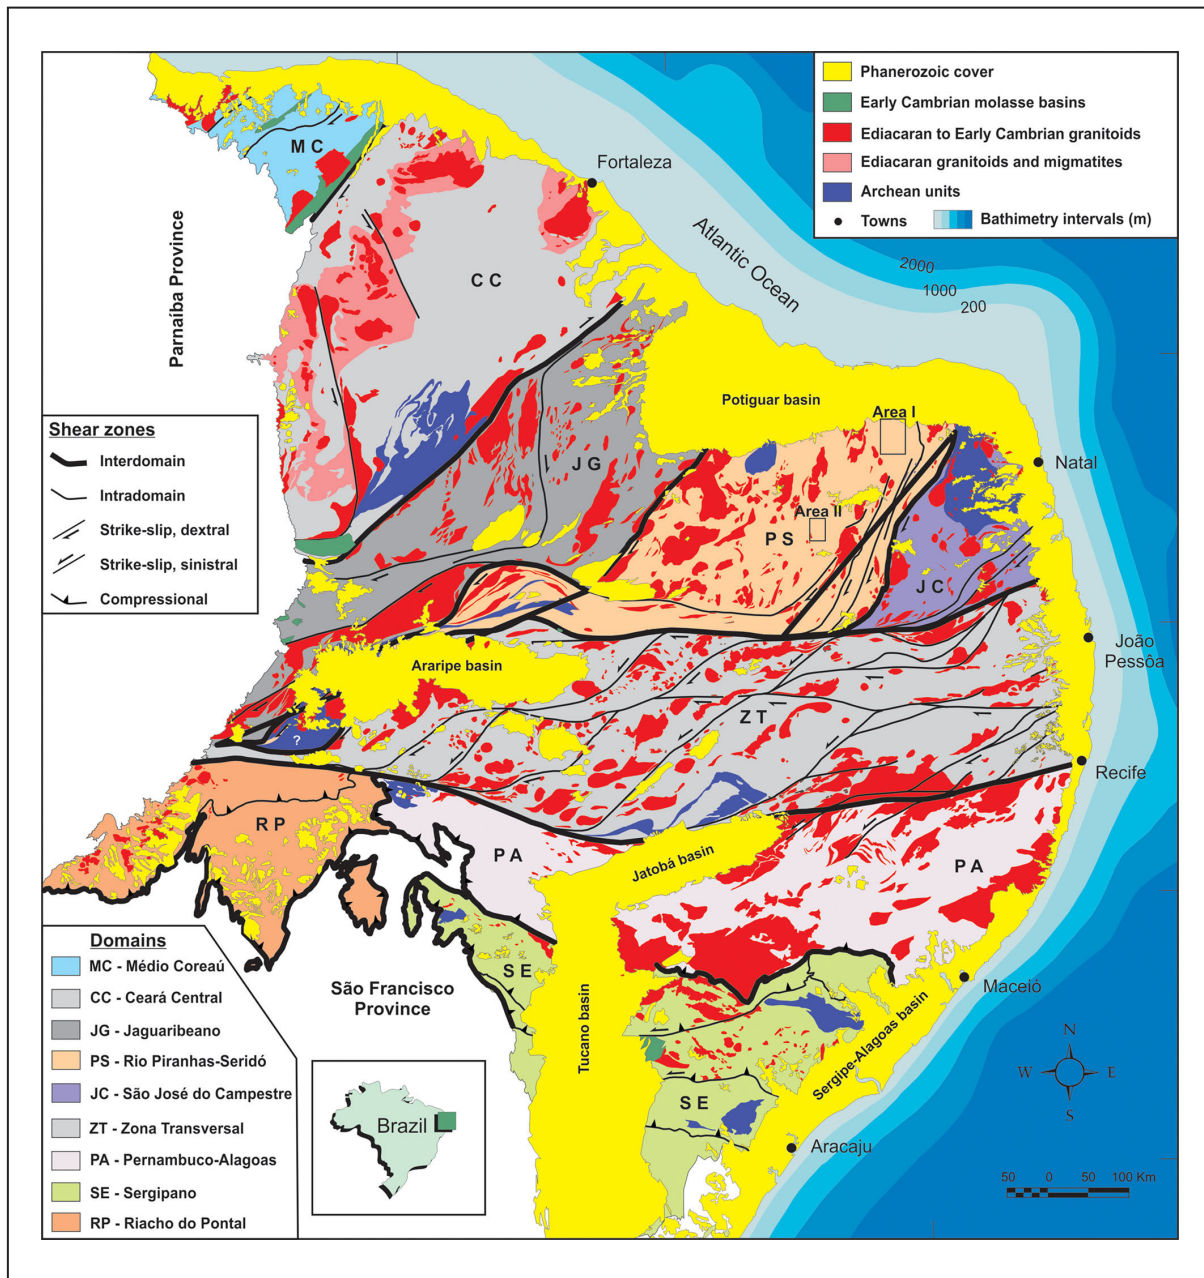 Phanerozoic cover
Early Cambrian molasse basins
Ediacaran to Early Cambrian granitoids
Ediacaran granitoids and migmatites
Archean units
Towns
Bathimetry intervals (m)
M C
Fortaleza
Parnaíba Province
Atlantic Ocean
C C
2000
1000
200
Potiguar basin
Area I
Shear zones
Interdomain
Intradomain
Strike-slip, dextral
Strike-slip, sinistral
Compressional
J G
Natal
Area II
P S
J C
João
Pessôa
Araripe basin
Z T
?
Recife
R P
P A
Jatobá basin
P A
Domains
MC - Médio Coreaú
CC - Ceará Central
JG - Jaguaribeano
PS - Rio Piranhas-Seridó
JC - São José do Campestre
ZT - Zona Transversal
PA - Pernambuco-Alagoas
SE - Sergipano
RP - Riacho do Pontal
S E
São Francisco
Province
Tucano basin
Maceió
Sergipe-Alagoas basin
S E
Brazil
Aracaju
N
W
E
S
50 0 50 100 Km